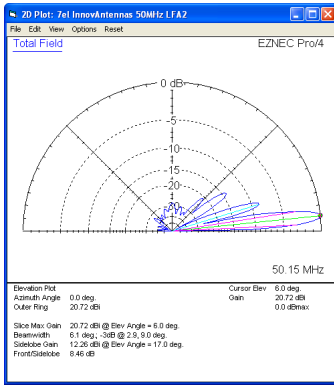 2D Plot: 7el InnovAntennas 50MHz LFA2
File Edit View Options Reset
Total Field
EZNEC Pro/4
0 dB
-5
-10
-15
-20
-30
50.15 MHz
Elevation Plot
Azimuth Angle 0.0 deg.
Outer Ring 20.72 dBi
Cursor Elev 6.0 deg.
Gain 20.72 dBi
0.0 dBmax
Slice Max Gain 20.72 dBi @ Elev Angle = 6.0 deg.
Beamwidth 6.1 deg.; -3dB @ 2.9, 9.0 deg.
Sidelobe Gain 12.26 dBi @ Elev Angle = 17.0 deg.
Front/Sidelobe 8.46 dB